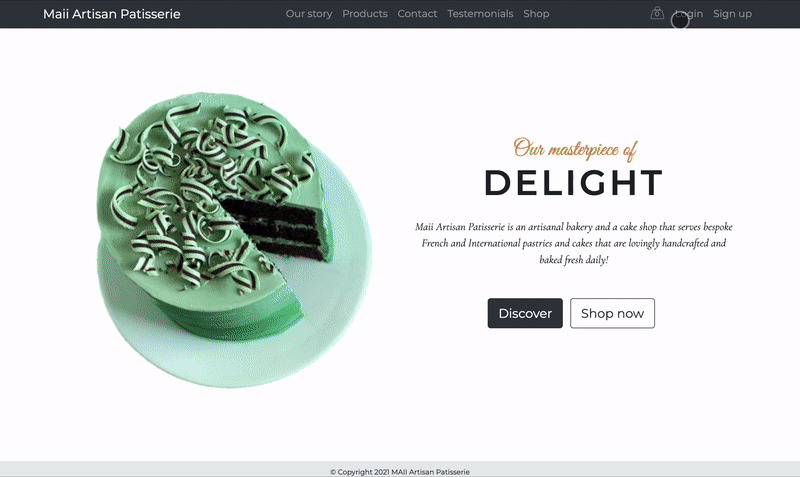 Maii Artisan Patisserie Our story Products Contact Testemonials Shop 0 Login Sign up
Our masterpiece of
DELIGHT
Maii Artisan Patisserie is an artisanal bakery and a cake shop that serves bespoke
French and International pastries and cakes that are lovingly handcrafted and
baked fresh daily!
Discover Shop now
© Copyright 2021 MAII Artisan Patisserie